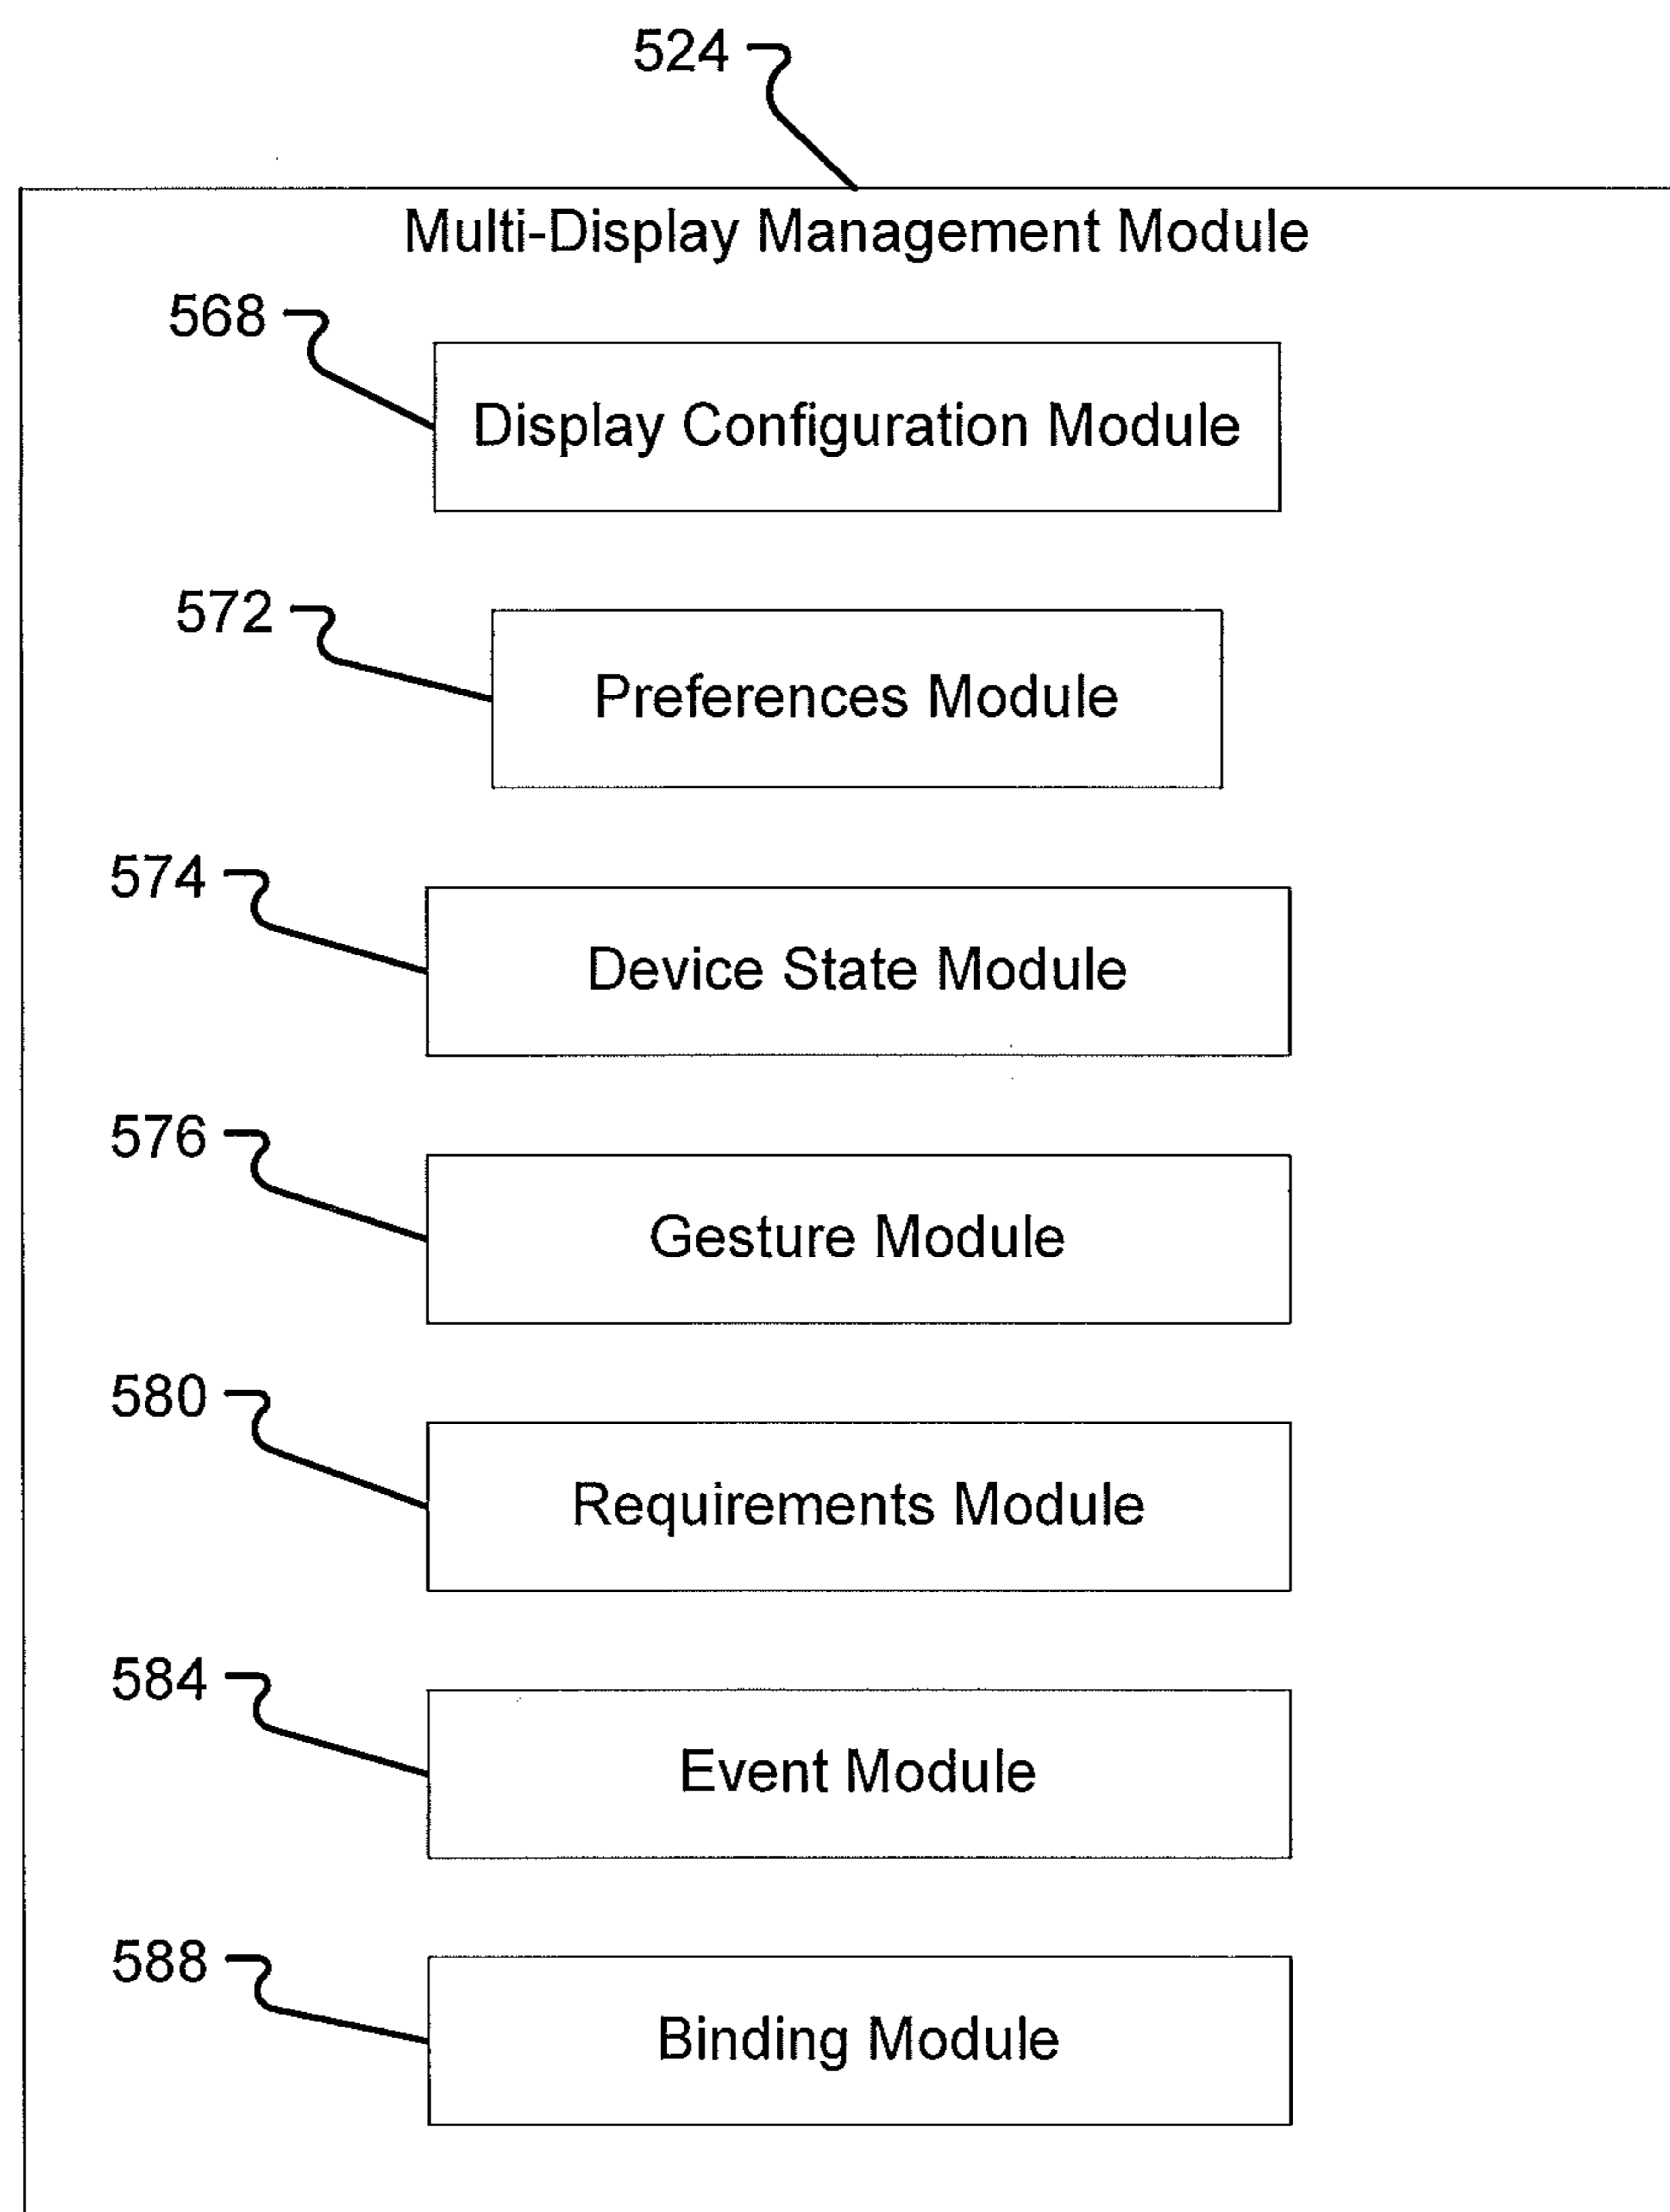 524
Multi-Display Management Module
568
Display Configuration Module
572
Preferences Module
574
Device State Module
576
Gesture Module
580
Requirements Module
584
Event Module
588
Binding Module